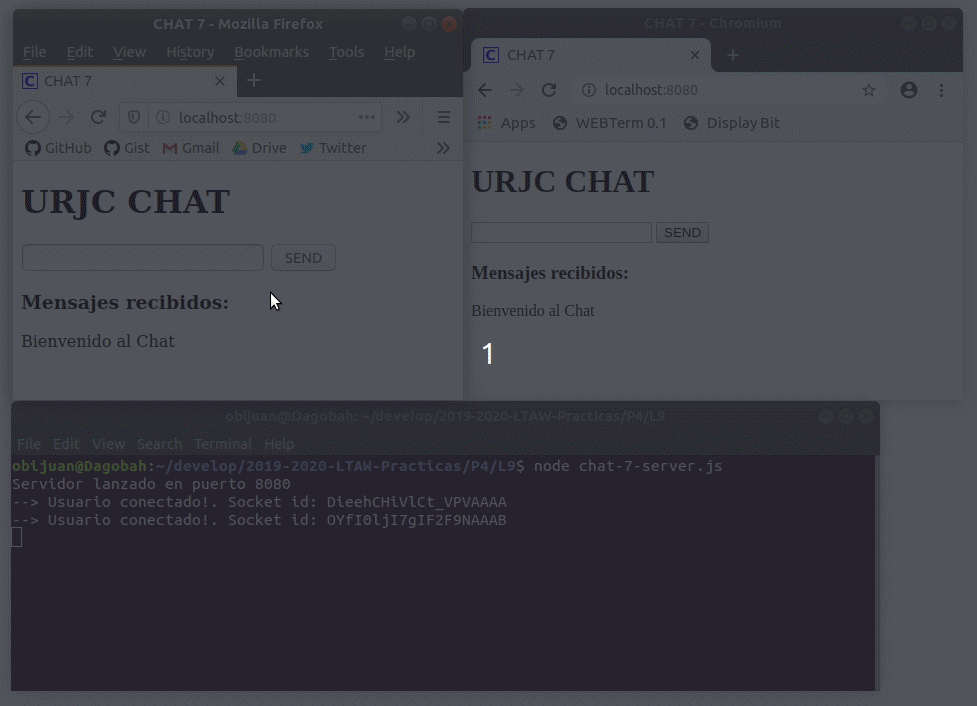 CHAT 7 - Mozilla Firefox
File Edit View History Bookmarks Tools Help
C CHAT 7
localhost:8080
GitHub Gist Gmail Drive Twitter
URJC CHAT
SEND
Mensajes recibidos:
Bienvenido al Chat
CHAT 7 - Chromium
C CHAT 7
localhost:8080
Apps WEBTerm 0.1 Display Bit
URJC CHAT
SEND
Mensajes recibidos:
Bienvenido al Chat
1
obijuan@Dagobah: ~/develop/2019-2020-LTAW-Practicas/P4/L9
File Edit View Search Terminal Help
obijuan@Dagobah:~/develop/2019-2020-LTAW-Practicas/P4/L9$ node chat-7-server.js
Servidor lanzado en puerto 8080
--> Usuario conectado!. Socket id: DieehCHiVlCt_VPVAAAA
--> Usuario conectado!. Socket id: OYfI0ljI7gIF2F9NAAAB